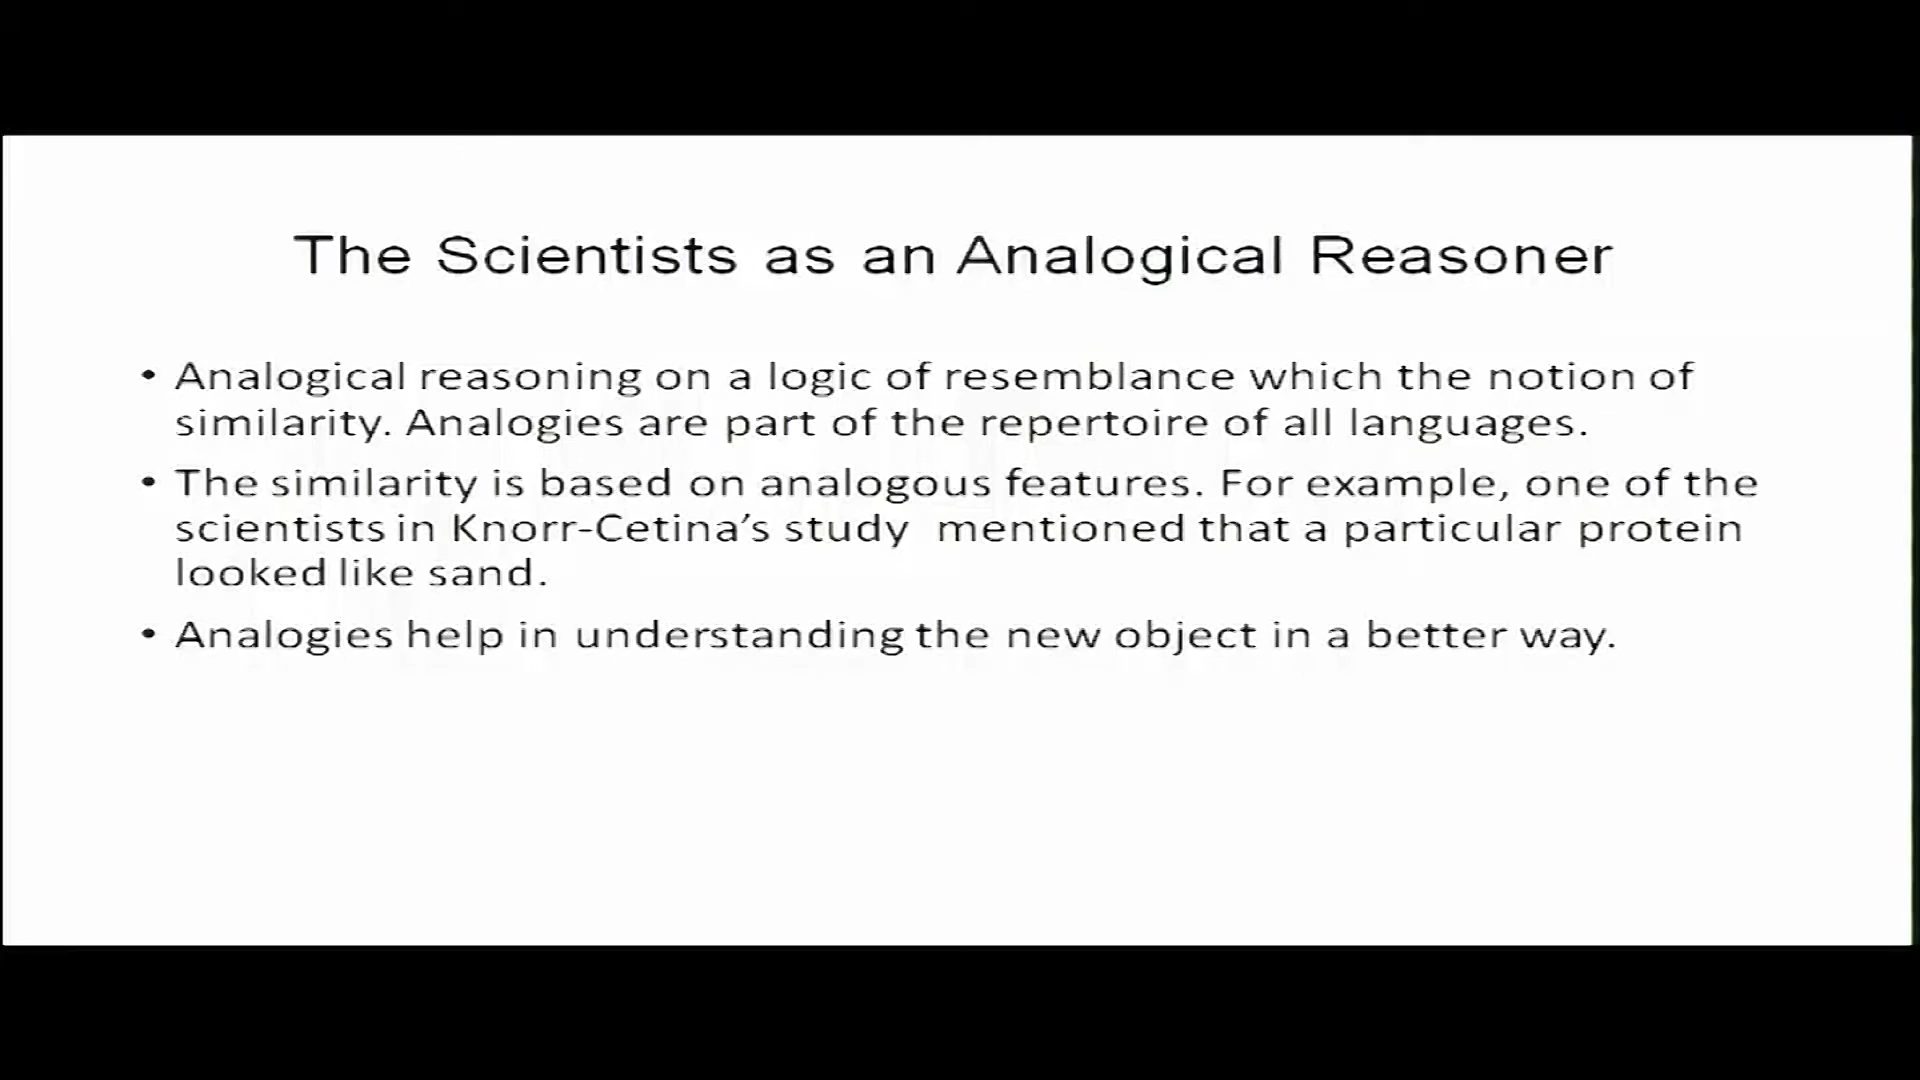 The Scientists as an Analogical Reasoner
• Analogical reasoning on a logic of resemblance which the notion of
similarity. Analogies are part of the repertoire of all languages.
• The similarity is based on analogous features. For example, one of the
scientists in Knorr-Cetina’s study mentioned that a particular protein
looked like sand.
• Analogies help in understanding the new object in a better way.